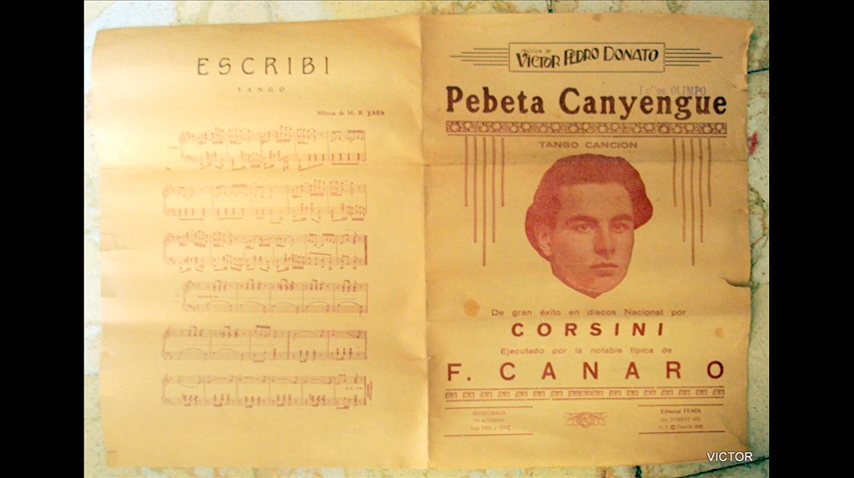 ESCRIBI
TANGO
Música de
VICTOR PEDRO DONATO
OLIMPO
Pebeta Canyengue
TANGO CANCION
De gran éxito en discos Nacional por
CORSINI
Ejecutado por la notable típica de
F. CANARO
Editorial
VICTOR